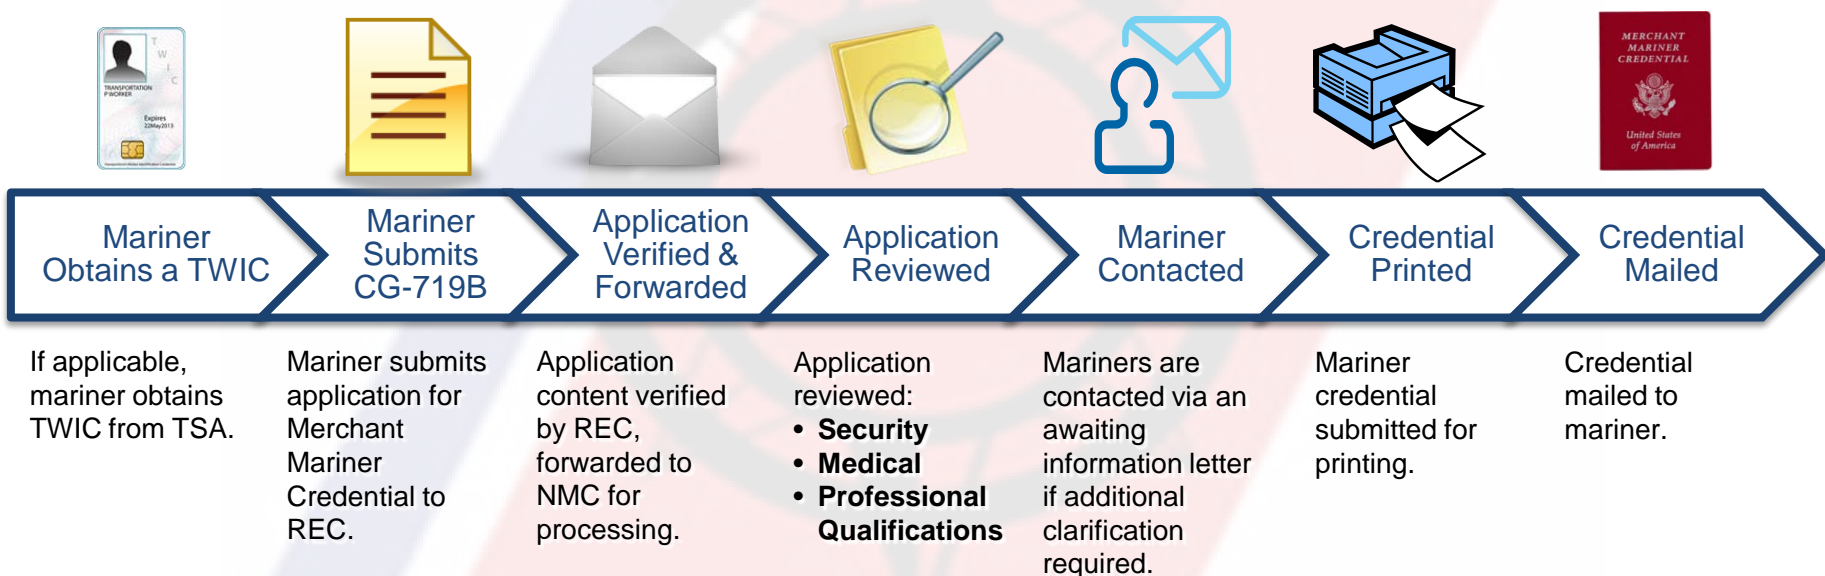 T
W
I
C
TRANSPORTATION
Expires
22May2013
MERCHANT
MARINER
CREDENTIAL
United States
of America
Mariner
Obtains a TWIC
Mariner
Submits
CG-719B
Application
Verified &
Forwarded
Application
Reviewed
Mariner
Contacted
Credential
Printed
Credential
Mailed
If applicable,
mariner obtains
TWIC from TSA.
Mariner submits
application for
Merchant
Mariner
Credential to
REC.
Application
content verified
by REC,
forwarded to
NMC for
processing.
Application
reviewed:
• Security
• Medical
• Professional
Qualifications
Mariners are
contacted via an
awaiting
information letter
if additional
clarification
required.
Mariner
credential
submitted for
printing.
Credential
mailed to
mariner.